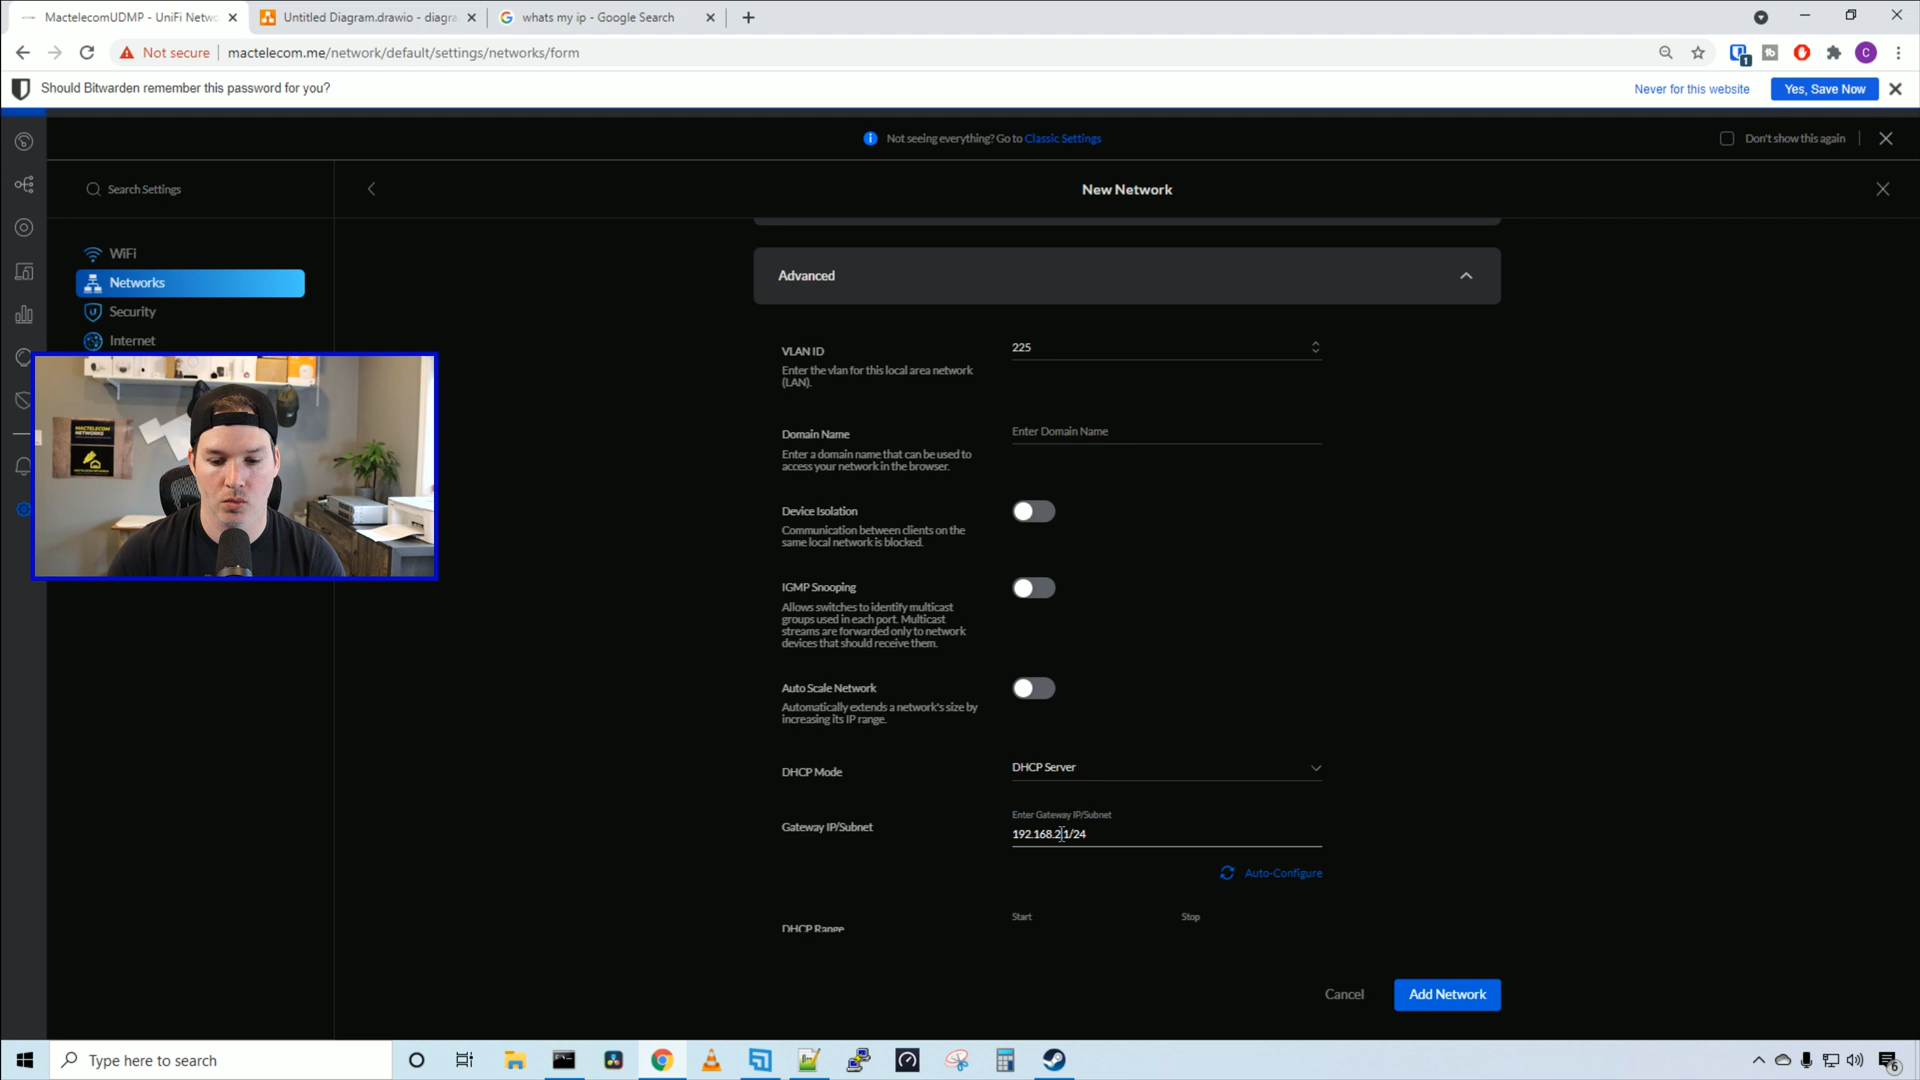 MactelecomUDMP - UniFi Netwo
Untitled Diagram.drawio - diagra
whats my ip - Google Search
Not secure
mactelecom.me/network/default/settings/networks/form
Should Bitwarden remember this password for you?
Never for this website
Yes, Save Now
Not seeing everything? Go to Classic Settings
Don't show this again
Search Settings
New Network
WiFi
Networks
Security
Internet
Advanced
VLAN ID
225
Enter the vlan for this local area network
(LAN).
Domain Name
Enter Domain Name
Enter a domain name that can be used to
access your network in the browser.
Device Isolation
Communication between clients on the
same local network is blocked.
IGMP Snooping
Allows switches to identify multicast
groups used in each port. Multicast
streams are forwarded only to network
devices that should receive them.
Auto Scale Network
Automatically extends a network's size by
increasing its IP range.
DHCP Mode
DHCP Server
Gateway IP/Subnet
Enter Gateway IP/Subnet
192.168.2.1/24
Auto-Configure
DHCP Range
Start
Stop
Cancel
Add Network
MACTELECOM
NETWORKS
Type here to search
6